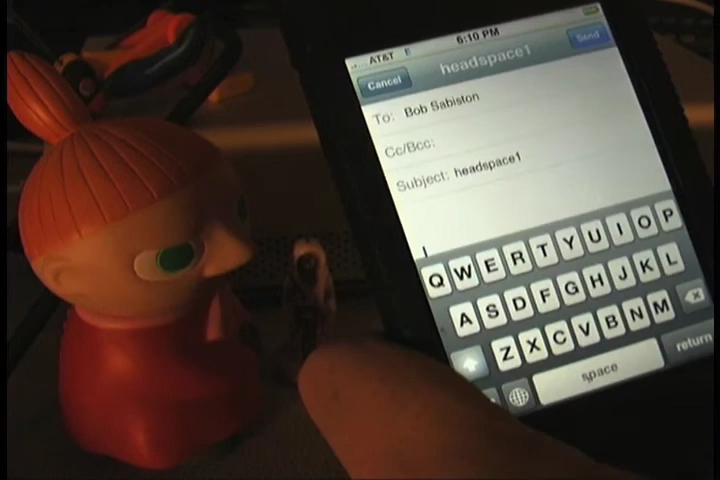 AT&T E 6:10 PM
Cancel headspace1 Send
To: Bob Sabiston
Cc/Bcc:
Subject: headspace1
Q W E R T Y U I O P
A S D F G H J K L
Z X C V B N M
space return